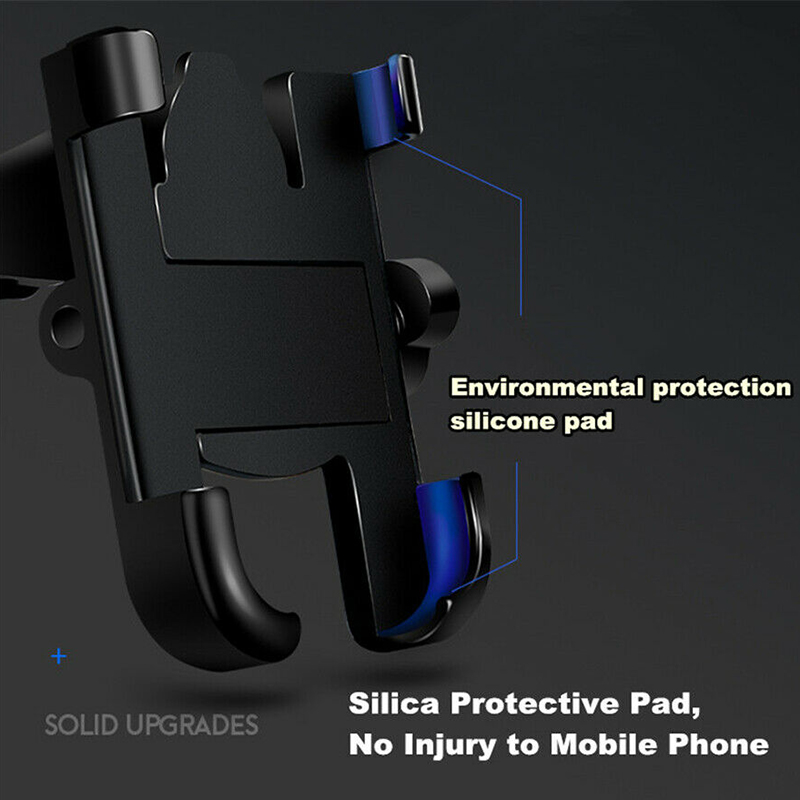 Environmental protection
silicone pad
Silica Protective Pad,
No Injury to Mobile Phone
SOLID UPGRADES